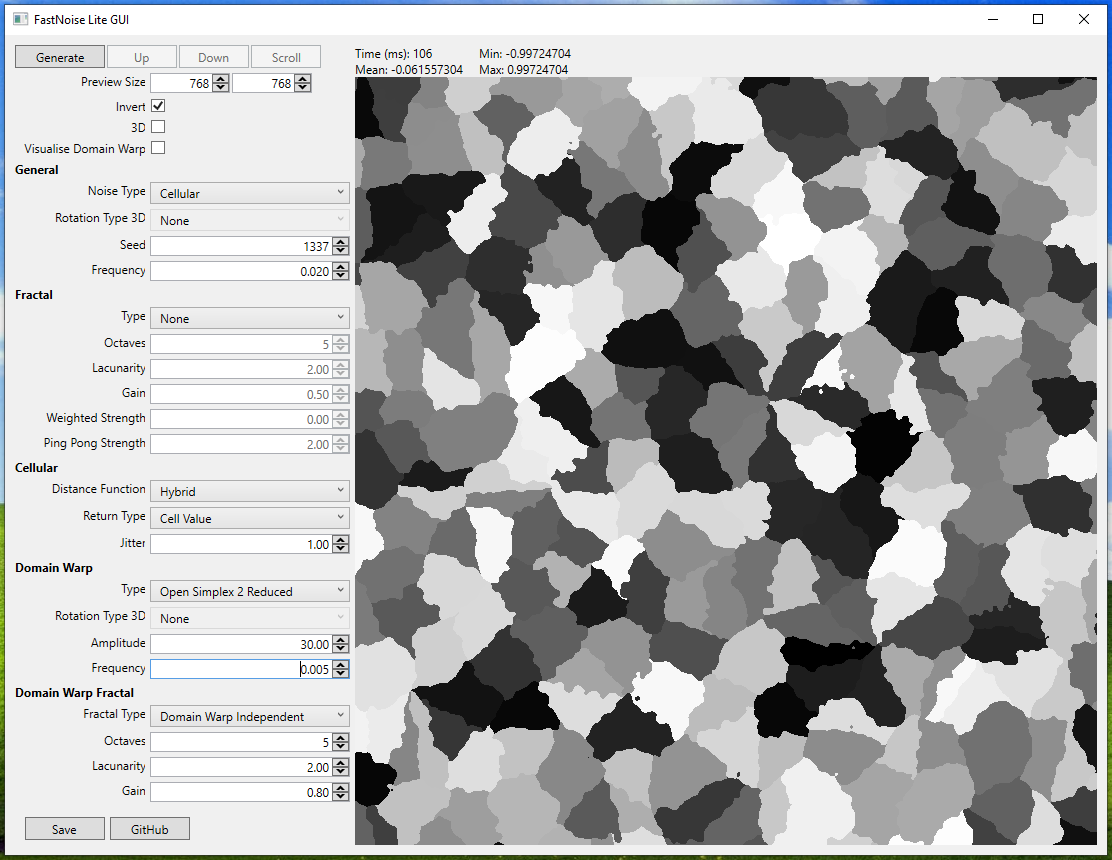 FastNoise Lite GUI
Generate Up Down Scroll
Time (ms): 106 Min: -0.99724704
Mean: -0.061557304 Max: 0.99724704
Preview Size 768 768
Invert
3D
Visualise Domain Warp
General
Noise Type Cellular
Rotation Type 3D None
Seed 1337
Frequency 0.020
Fractal
Type None
Octaves 5
Lacunarity 2.00
Gain 0.50
Weighted Strength 0.00
Ping Pong Strength 2.00
Cellular
Distance Function Hybrid
Return Type Cell Value
Jitter 1.00
Domain Warp
Type Open Simplex 2 Reduced
Rotation Type 3D None
Amplitude 30.00
Frequency 0.005
Domain Warp Fractal
Fractal Type Domain Warp Independent
Octaves 5
Lacunarity 2.00
Gain 0.80
Save GitHub